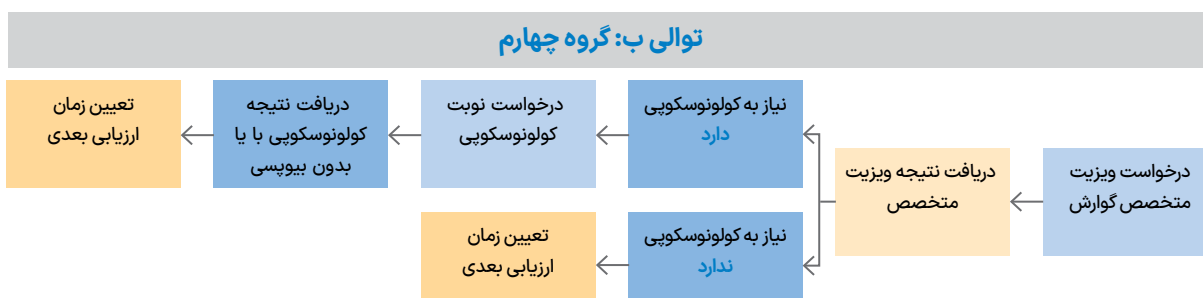 توالی ب: گروه چهارم
درخواست ویزیت
متخصص گوارش
دریافت نتیجه ویزیت
متخصص
نیاز به کولونوسکوپی
دارد
درخواست نوبت
کولونوسکوپی
دریافت نتیجه
کولونوسکوپی با یا
بدون بیوپسی
تعیین زمان
ارزیابی بعدی
نیاز به کولونوسکوپی
ندارد
تعیین زمان
ارزیابی بعدی